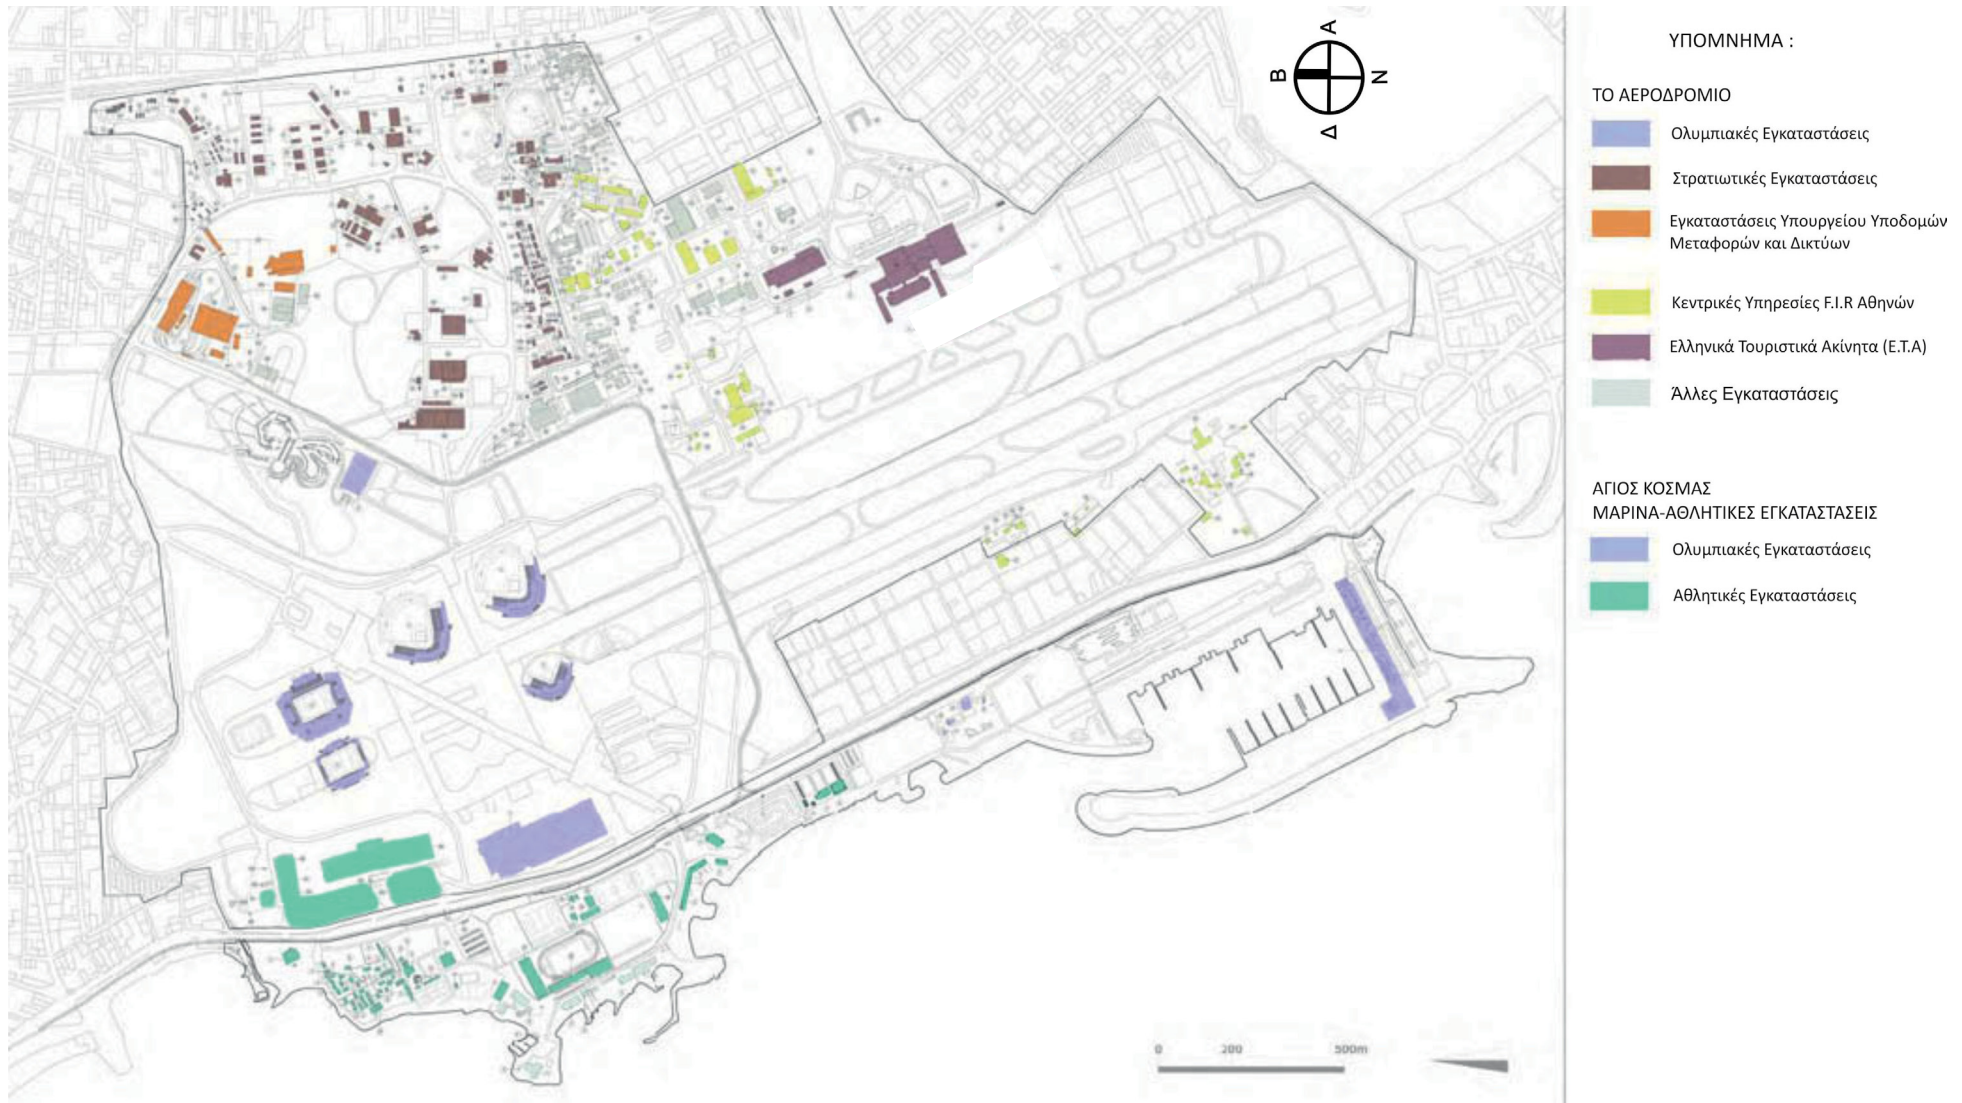 Α
Β
Ν
Δ
ΥΠΟΜΝΗΜΑ :
ΤΟ ΑΕΡΟΔΡΟΜΙΟ
Ολυμπιακές Εγκαταστάσεις
Στρατιωτικές Εγκαταστάσεις
Εγκαταστάσεις Υπουργείου Υποδομών
Μεταφορών και Δικτύων
Κεντρικές Υπηρεσίες F.I.R Αθηνών
Ελληνικά Τουριστικά Ακίνητα (Ε.Τ.Α)
Άλλες Εγκαταστάσεις
ΑΓΙΟΣ ΚΟΣΜΑΣ
ΜΑΡΙΝΑ-ΑΘΛΗΤΙΚΕΣ ΕΓΚΑΤΑΣΤΑΣΕΙΣ
Ολυμπιακές Εγκαταστάσεις
Αθλητικές Εγκαταστάσεις
0 200 500m